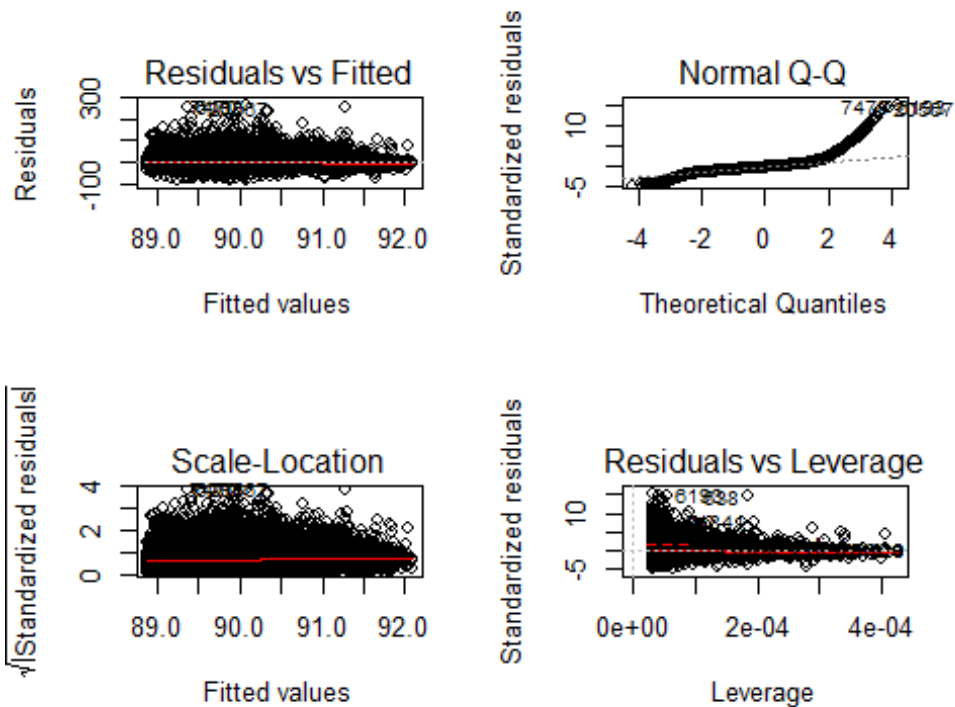 Residuals vs Fitted
Residuals
300
-100
89.0 90.0 91.0 92.0
Fitted values
Normal Q-Q
Standardized residuals
10
-5
-4 -2 0 2 4
Theoretical Quantiles
Scale-Location
√|Standardized residuals|
4
2
0
89.0 90.0 91.0 92.0
Fitted values
Residuals vs Leverage
Standardized residuals
10
-5
0e+00 2e-04 4e-04
Leverage